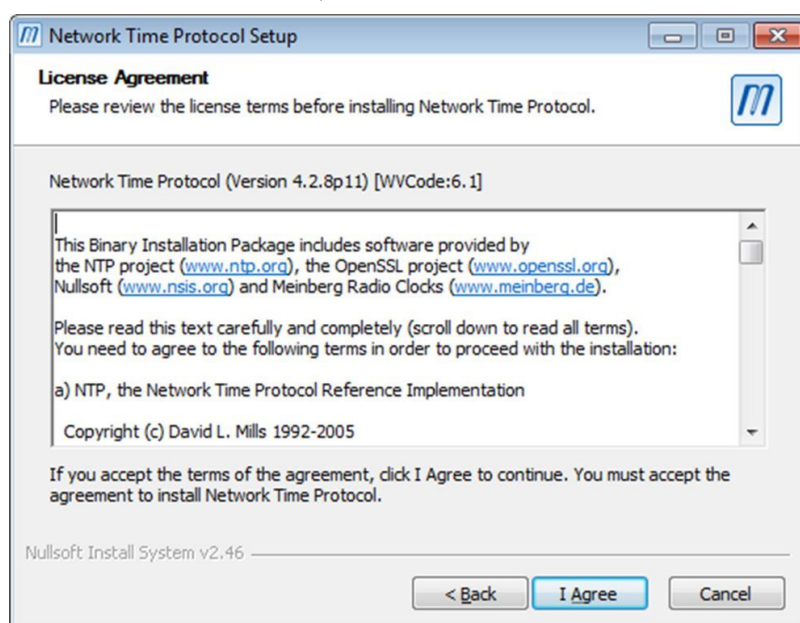 Network Time Protocol Setup
License Agreement
Please review the license terms before installing Network Time Protocol.
Network Time Protocol (Version 4.2.8p11) [WVCode:6.1]
This Binary Installation Package includes software provided by
the NTP project (www.ntp.org), the OpenSSL project (www.openssl.org),
Nullsoft (www.nsis.org) and Meinberg Radio Clocks (www.meinberg.de).
Please read this text carefully and completely (scroll down to read all terms).
You need to agree to the following terms in order to proceed with the installation:
a) NTP, the Network Time Protocol Reference Implementation
Copyright (c) David L. Mills 1992-2005
If you accept the terms of the agreement, click I Agree to continue. You must accept the
agreement to install Network Time Protocol.
Nullsoft Install System v2.46
< Back I Agree Cancel